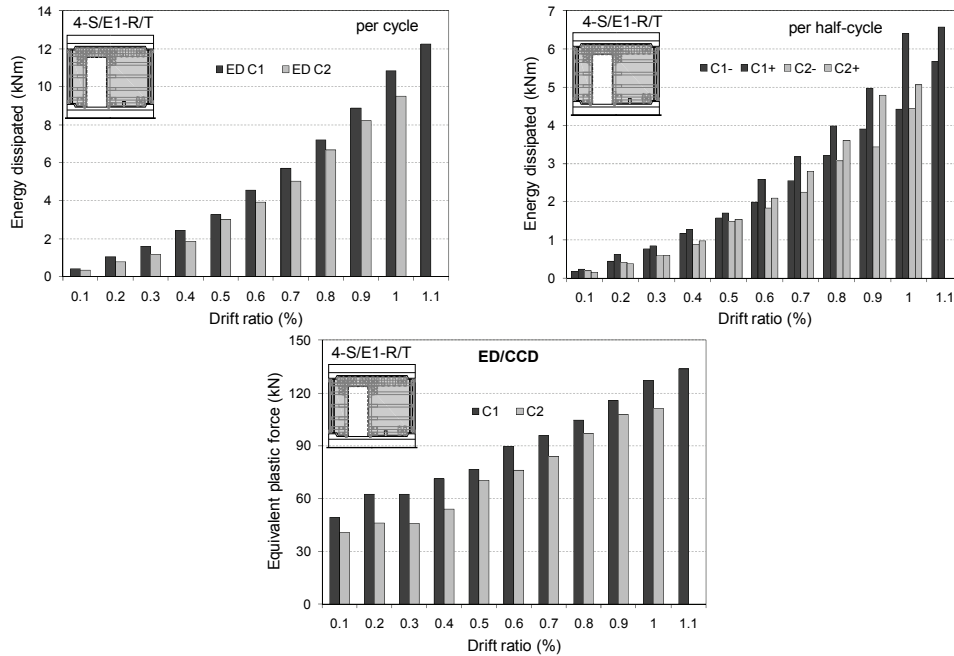 4-S/E1-R/T
per cycle
ED C1 ED C2
Energy dissipated (kNm)
14
12
10
8
6
4
2
0
0.1 0.2 0.3 0.4 0.5 0.6 0.7 0.8 0.9 1 1.1
Drift ratio (%)
4-S/E1-R/T
per half-cycle
C1- C1+ C2- C2+
Energy dissipated (kNm)
7
6
5
4
3
2
1
0
0.1 0.2 0.3 0.4 0.5 0.6 0.7 0.8 0.9 1 1.1
Drift ratio (%)
4-S/E1-R/T
ED/CCD
C1 C2
Equivalent plastic force (kN)
150
120
90
60
30
0
0.1 0.2 0.3 0.4 0.5 0.6 0.7 0.8 0.9 1 1.1
Drift ratio (%)